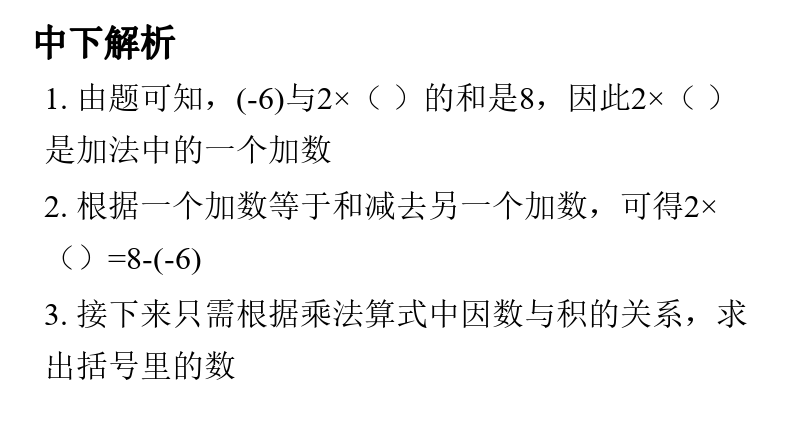 中下解析
1. 由题可知，(-6)与2×（ ）的和是8，因此2×（ ）
是加法中的一个加数
2. 根据一个加数等于和减去另一个加数，可得2×
（）=8-(-6)
3. 接下来只需根据乘法算式中因数与积的关系，求
出括号里的数